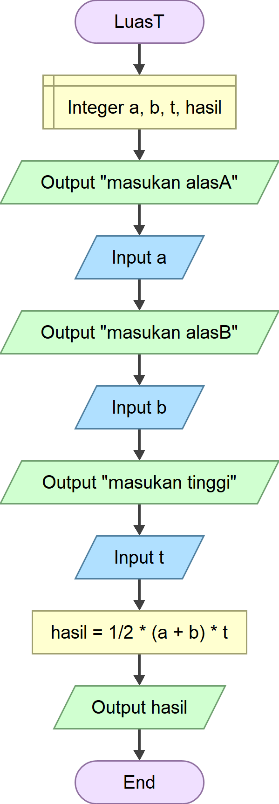 LuasT
Integer a, b, t, hasil
Output "masukan alasA"
Input a
Output "masukan alasB"
Input b
Output "masukan tinggi"
Input t
hasil = 1/2 * (a + b) * t
Output hasil
End